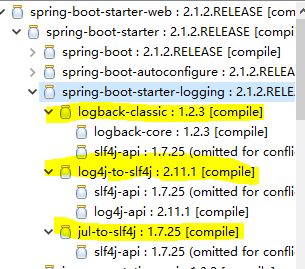 spring-boot-starter-web : 2.1.2.RELEASE [compile]
spring-boot-starter : 2.1.2.RELEASE [compile]
spring-boot : 2.1.2.RELEASE [compile]
spring-boot-autoconfigure : 2.1.2.RELEASE
spring-boot-starter-logging : 2.1.2.RELE
logback-classic : 1.2.3 [compile]
logback-core : 1.2.3 [compile]
slf4j-api : 1.7.25 (omitted for confli
log4j-to-slf4j : 2.11.1 [compile]
slf4j-api : 1.7.25 (omitted for confli
log4j-api : 2.11.1 [compile]
jul-to-slf4j : 1.7.25 [compile]
slf4j-api : 1.7.25 (omitted for confli